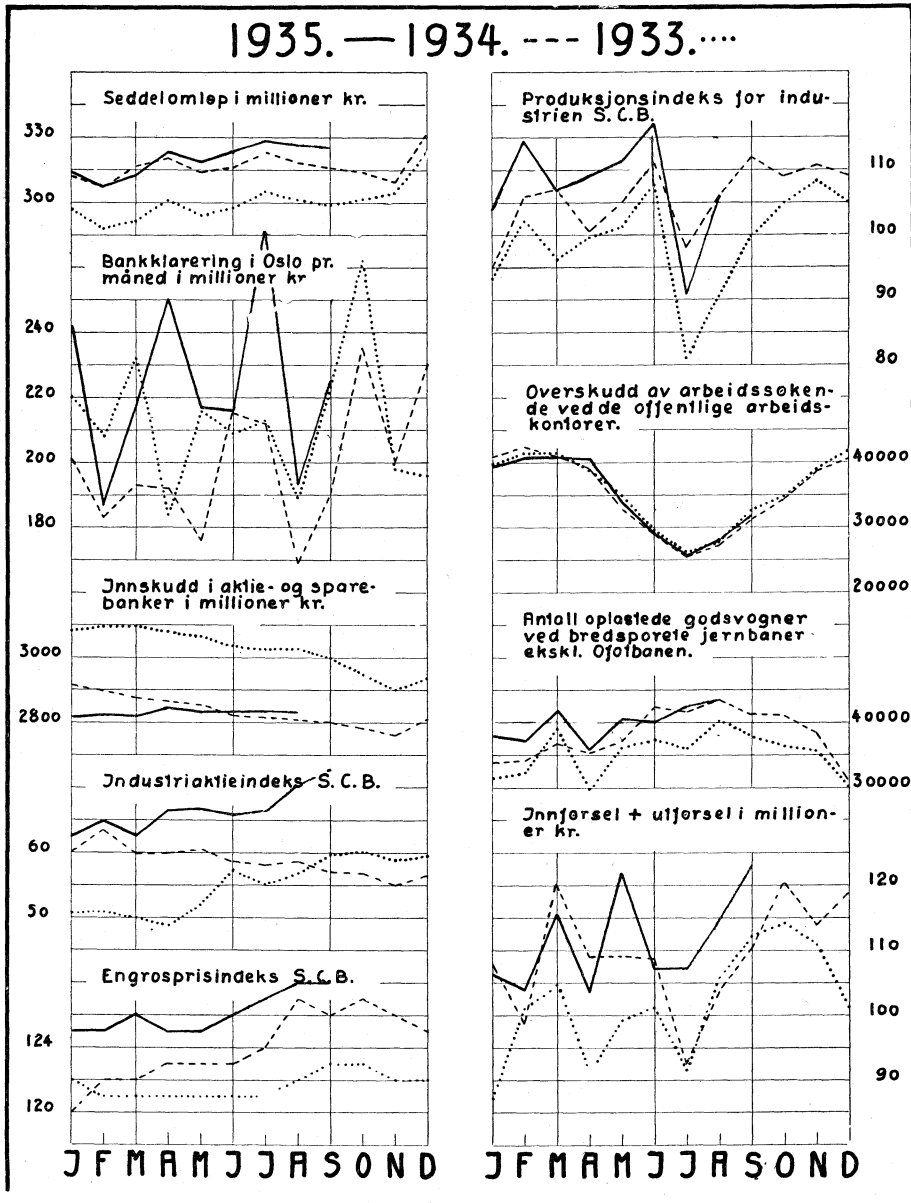 1935. — 1934. --- 1933. ····
Seddelomløp i millioner kr.
330
300
Bankklarering i Oslo pr.
måned i millioner kr
240
220
200
180
Innskudd i aktie- og spare-
banker i millioner kr.
3000
2800
Industriaktieindeks S.C.B.
60
50
Engrosprisindeks S.C.B.
124
120
J F M A M J J A S O N D
Produksjonsindeks for indu-
strien S.C.B.
110
100
90
80
Overskudd av arbeidssøken-
de ved de offentlige arbeids-
kontorer.
40000
30000
20000
Antall oplastede godsvogner
ved bredsporete jernbaner
ekskl. Ofotbanen.
40000
30000
Innførsel + utførsel i million-
er kr.
120
110
100
90
J F M A M J J A S O N D